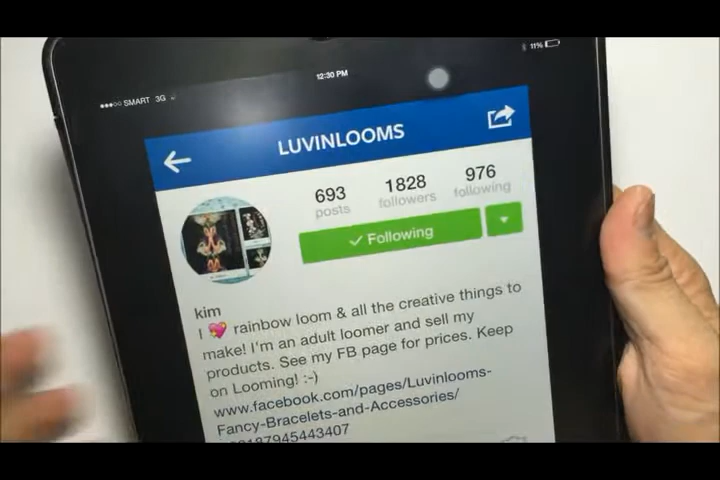 SMART 3G 12:30 PM 11%
LUVINLOOMS
693 1828 976
posts followers following
Following
kim
I 💖 rainbow loom & all the creative things to
make! I'm an adult loomer and sell my
products. See my FB page for prices. Keep
on Looming! :-)
www.facebook.com/pages/Luvinlooms-
Fancy-Bracelets-and-Accessories/
187945443407